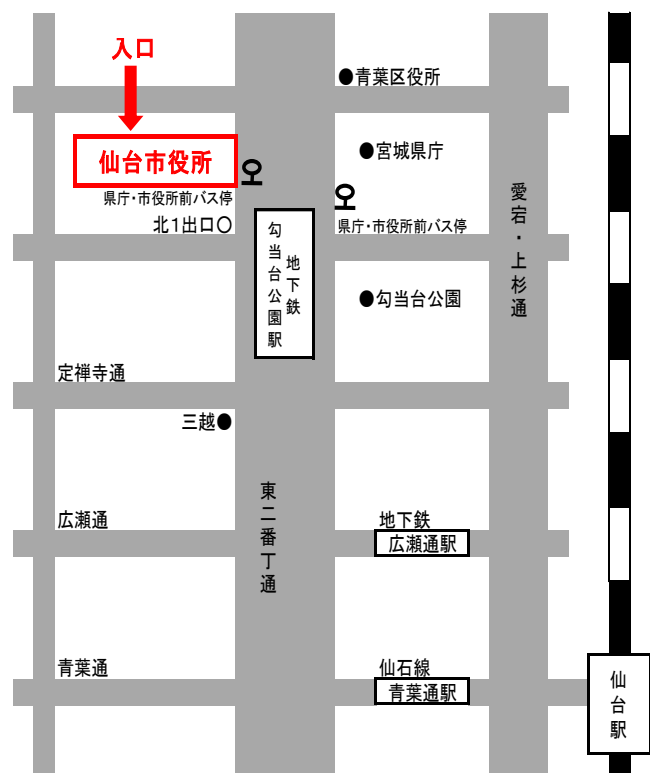 入口
●青葉区役所
仙台市役所
●宮城県庁
県庁・市役所前バス停
北1出口○
県庁・市役所前バス停
愛宕・上杉通
地下鉄
勾当台公園駅
●勾当台公園
定禅寺通
三越●
東二番丁通
広瀬通
地下鉄
広瀬通駅
青葉通
仙石線
青葉通駅
仙台駅